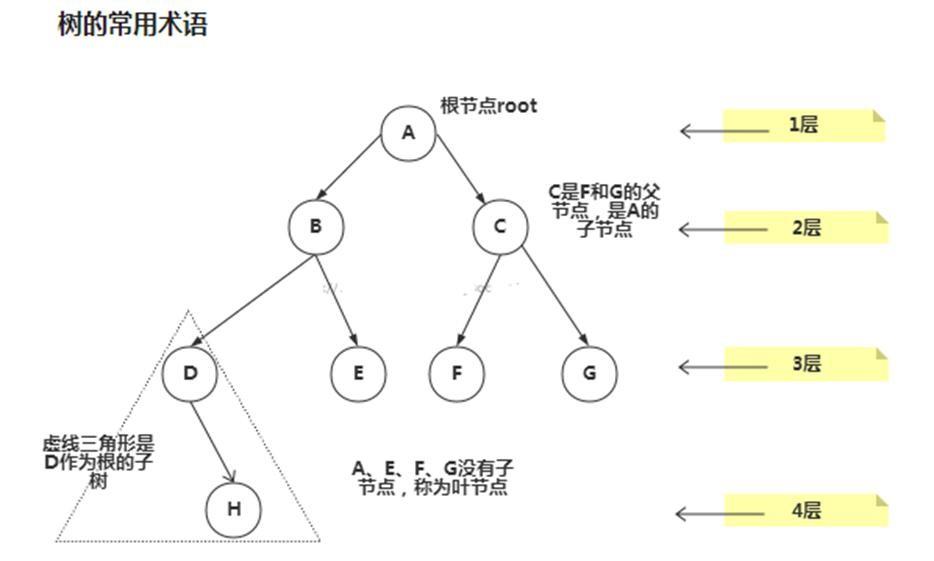 树的常用术语
根节点root
A
1层
C是F和G的父
节点，是A的
子节点
B
C
2层
D
E
F
G
3层
虚线三角形是
D作为根的子
树
A、E、F、G没有子
节点，称为叶节点
H
4层